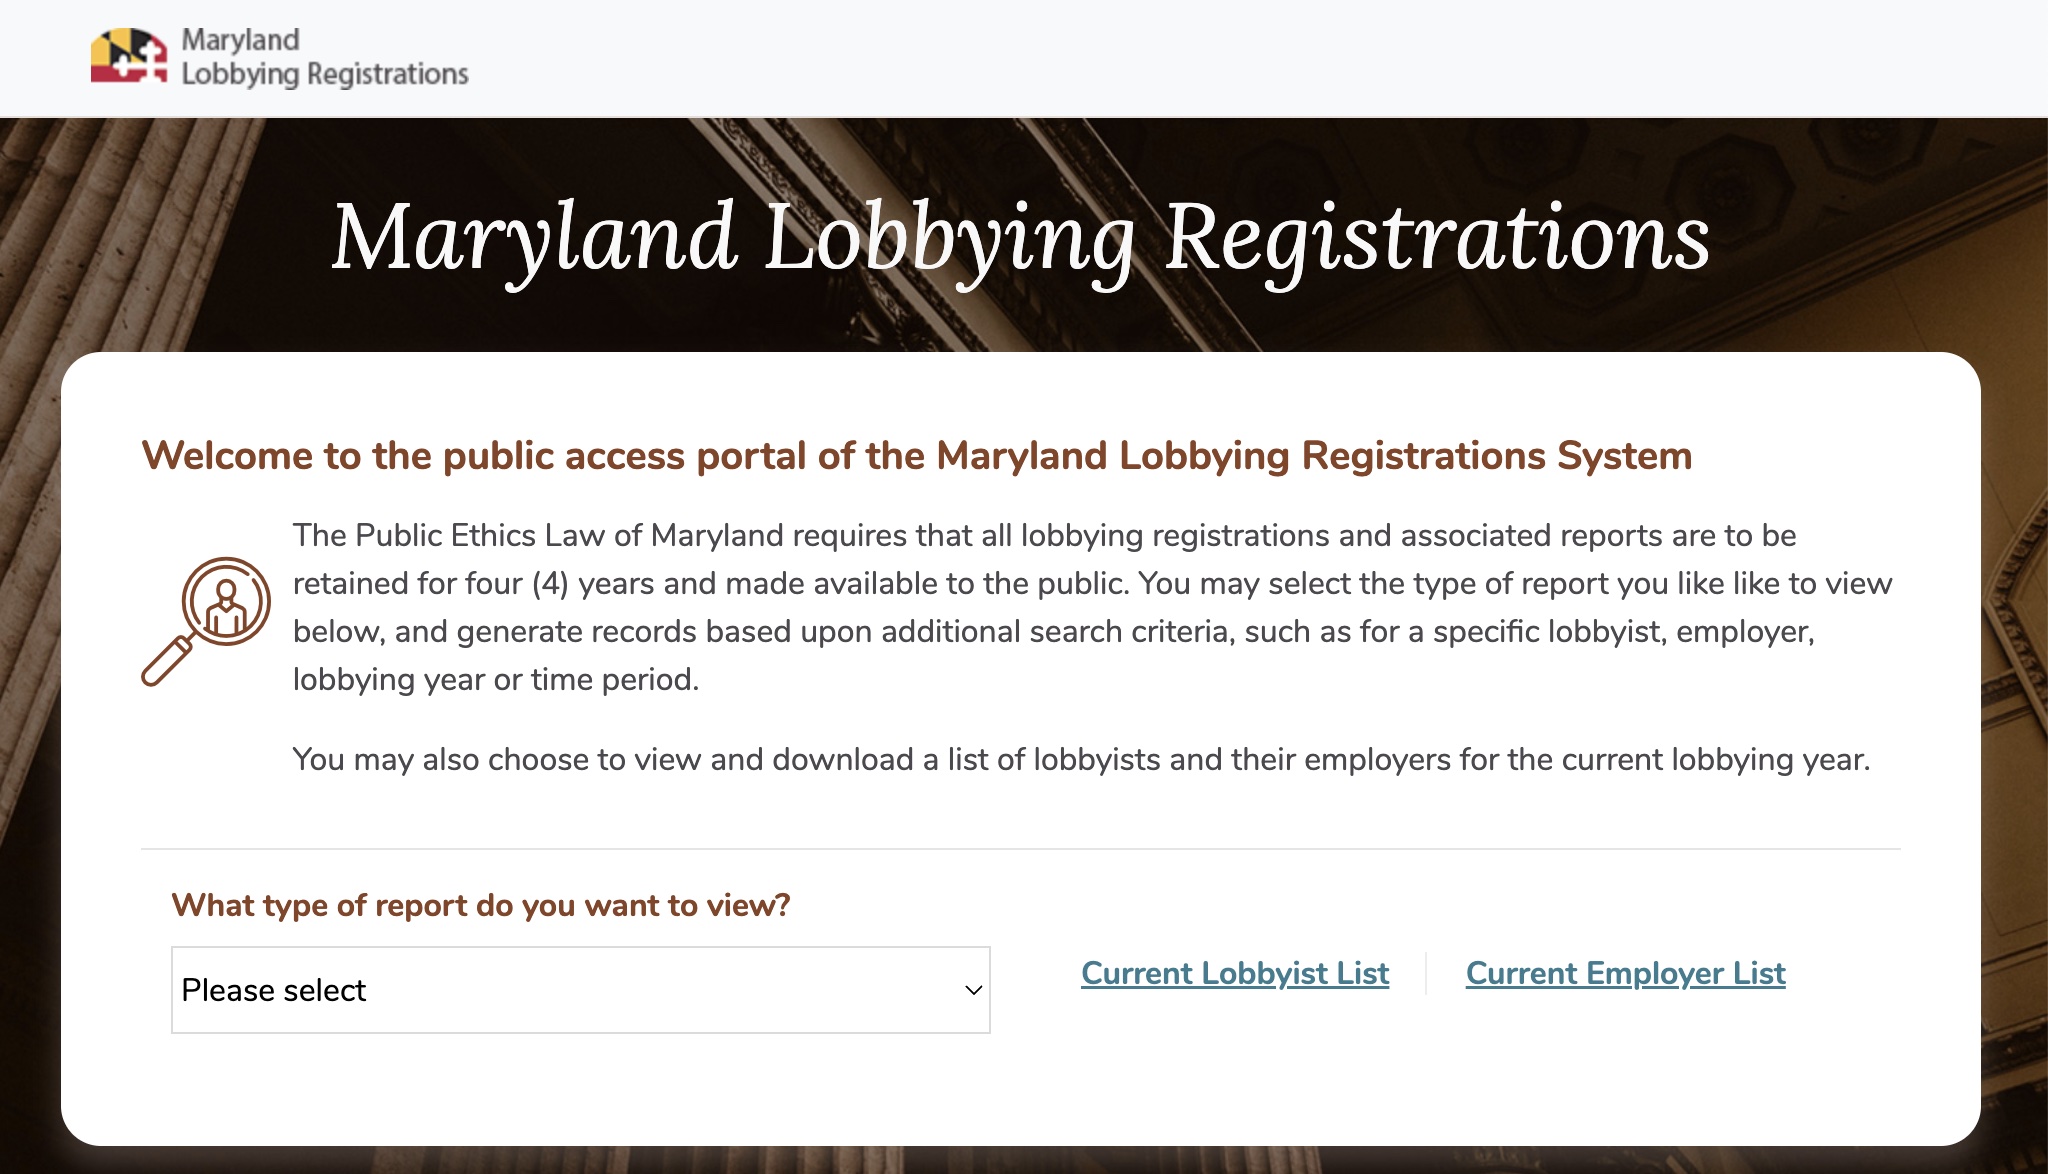 Maryland
Lobbying Registrations
Maryland Lobbying Registrations
Welcome to the public access portal of the Maryland Lobbying Registrations System
The Public Ethics Law of Maryland requires that all lobbying registrations and associated reports are to be
retained for four (4) years and made available to the public. You may select the type of report you like like to view
below, and generate records based upon additional search criteria, such as for a specific lobbyist, employer,
lobbying year or time period.
You may also choose to view and download a list of lobbyists and their employers for the current lobbying year.
What type of report do you want to view?
Please select
Current Lobbyist List
Current Employer List